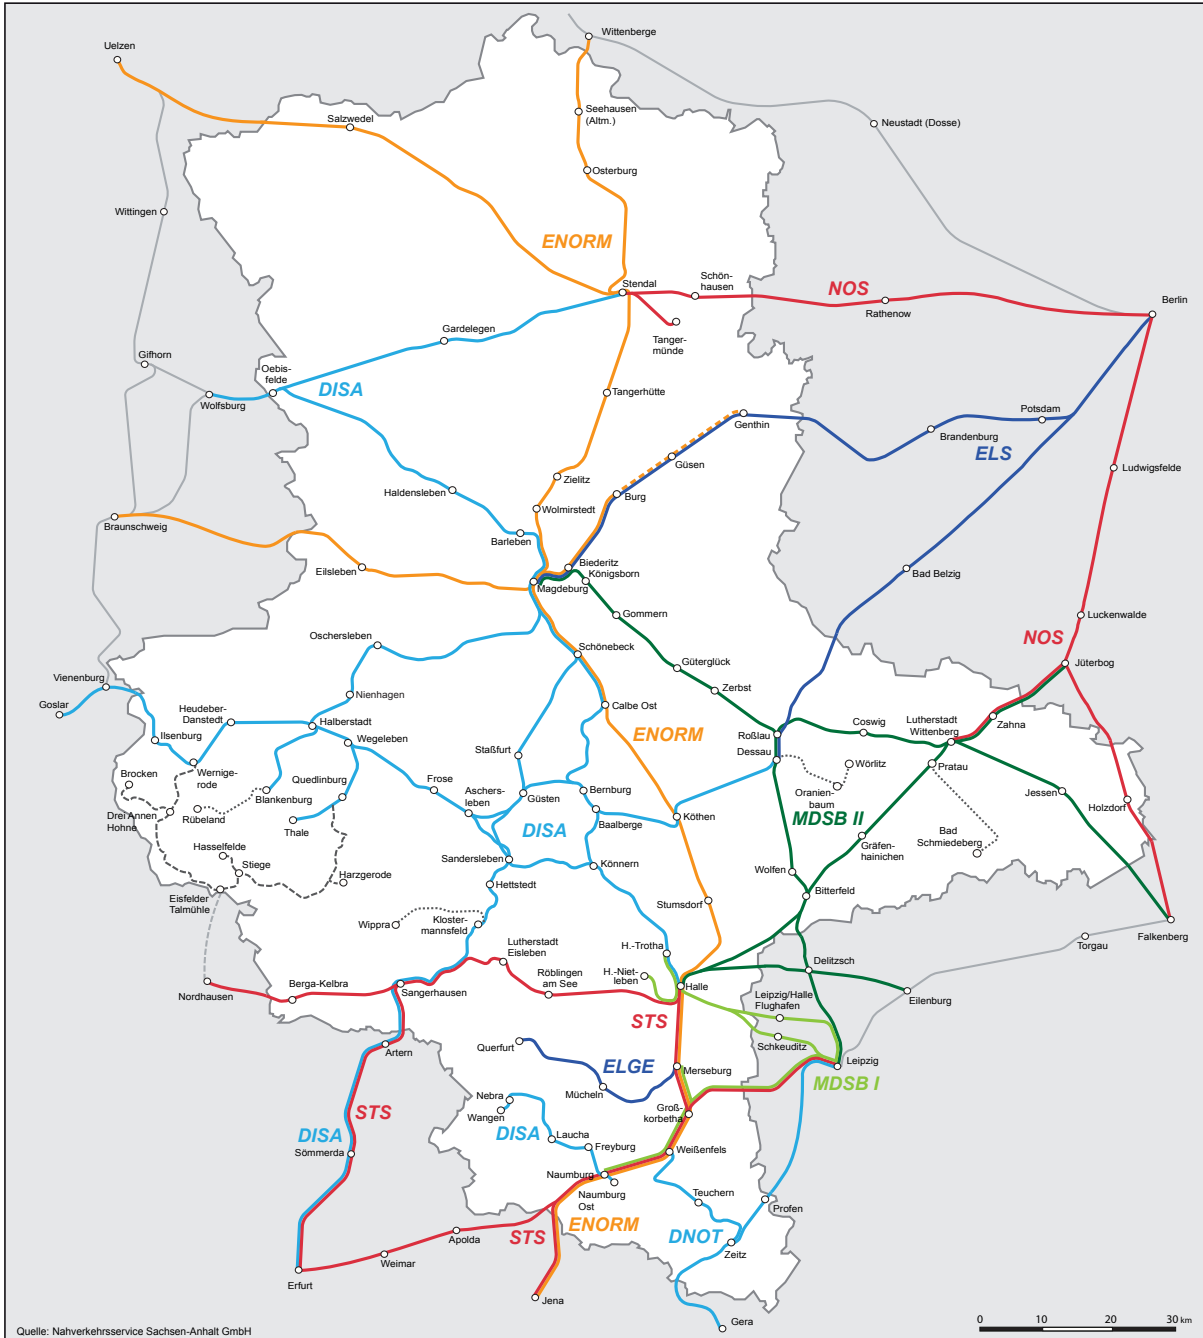 Wittenberge
Uelzen
Seehausen
(Altm.)
Salzwedel
Neustadt (Dosse)
Osterburg
Wittingen
ENORM
Schön-
hausen
Stendal
NOS
Rathenow
Berlin
Gardelegen
Tanger-
münde
Gifhorn
Oebis-
felde
DISA
Wolfsburg
Tangerhütte
Genthin
Potsdam
Brandenburg
ELS
Güsen
Ludwigsfelde
Zielitz
Haldensleben
Burg
Wolmirstedt
Braunschweig
Barleben
Eilsleben
Biederitz
Königsborn
Magdeburg
Bad Belzig
Gommern
Luckenwalde
Oschersleben
NOS
Schönebeck
Güterglück
Jüterbog
Vienenburg
Zerbst
Nienhagen
Goslar
Heudeber-
Danstedt
Calbe Ost
Halberstadt
ENORM
Roßlau
Coswig
Lutherstadt
Wittenberg
Zahna
Ilsenburg
Wegeleben
Staßfurt
Dessau
Wörlitz
Pratau
Brocken
Wernige-
rode
Quedlinburg
Frose
Aschers-
leben
Güsten
Bernburg
Oranien-
baum
Jessen
Blankenburg
Holzdorf
Drei Annen
Hohne
Rübeland
Thale
DISA
Baalberge
Köthen
MDSB II
Gräfen-
hainichen
Bad
Schmiedeberg
Hasselfelde
Stiege
Sandersleben
Könnern
Wolfen
Harzgerode
Hettstedt
Bitterfeld
Eisfelder
Talmühle
Stumsdorf
Wippra
Kloster-
mannsfeld
Falkenberg
Torgau
Lutherstadt
Eisleben
H.-Trotha
Röblingen
am See
H.-Niet-
leben
Delitzsch
Nordhausen
Berga-Kelbra
Sangerhausen
Halle
Eilenburg
Leipzig/Halle
Flughafen
STS
Schkeuditz
Artern
Querfurt
ELGE
Merseburg
Leipzig
MDSB I
Mücheln
Nebra
Wangen
Groß-
korbetha
STS
DISA
DISA
Laucha
Freyburg
Sömmerda
Weißenfels
Naumburg
Naumburg
Ost
Teuchern
Profen
ENORM
STS
Apolda
DNOT
Zeitz
Weimar
Erfurt
Jena
Gera
0 10 20 30 km
Quelle: Nahverkehrsservice Sachsen-Anhalt GmbH